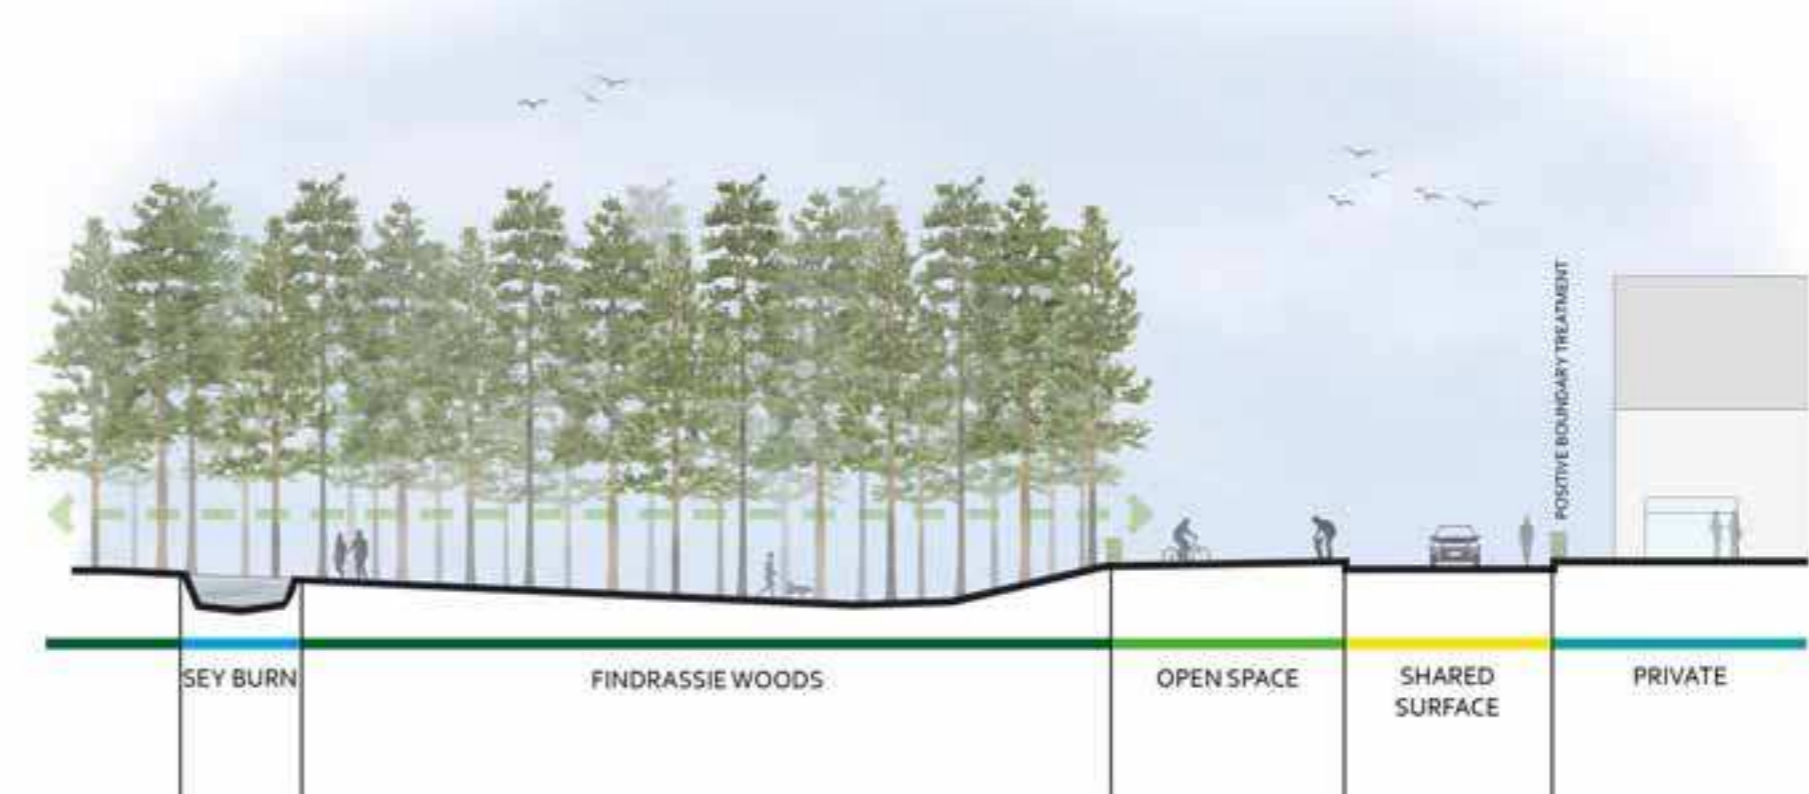 POSITIVE BOUNDARY TREATMENT
SEY BURN
FINDRASSIE WOODS
OPEN SPACE
SHARED
SURFACE
PRIVATE